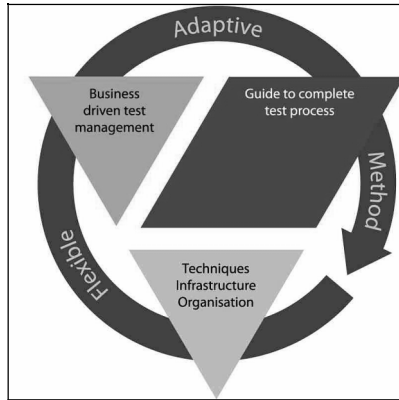 Adaptive
Business
driven test
management
Guide to complete
test process
Method
Flexible
Techniques
Infrastructure
Organisation